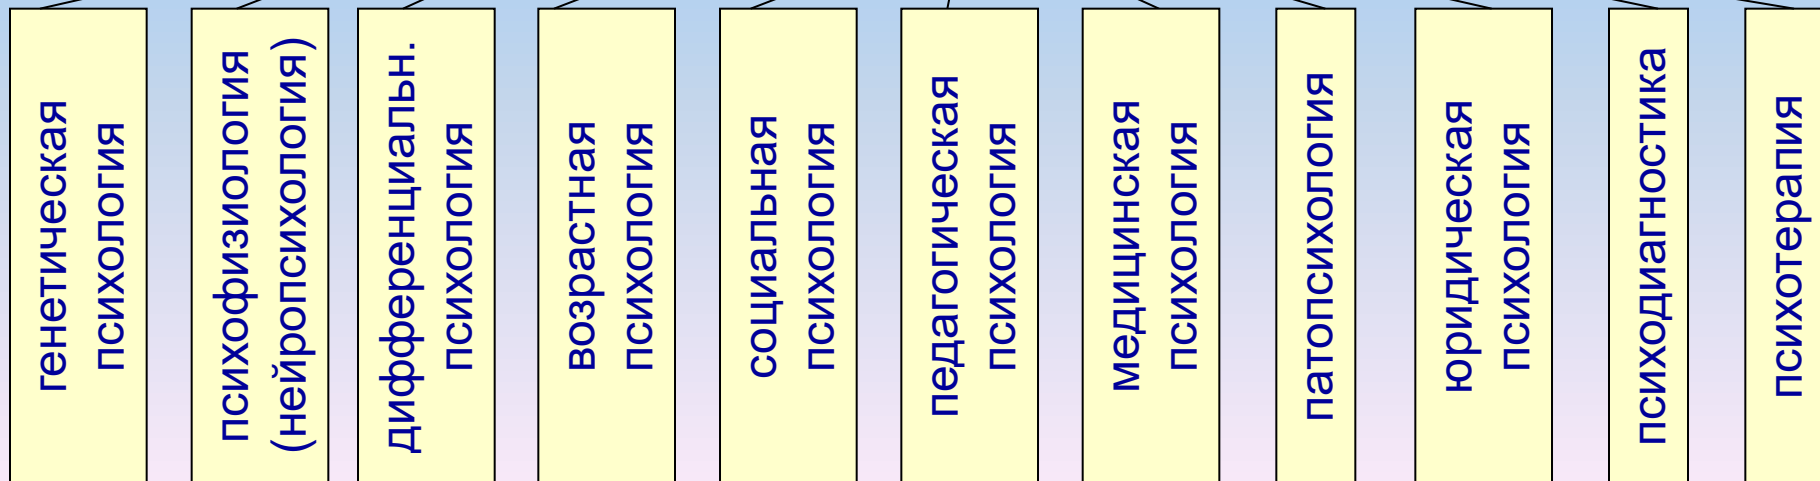 генетическая
психология
психофизиология
(нейропсихология)
дифференциальн.
психология
возрастная
психология
социальная
психология
педагогическая
психология
медицинская
психология
патопсихология
юридическая
психология
психодиагностика
психотерапия